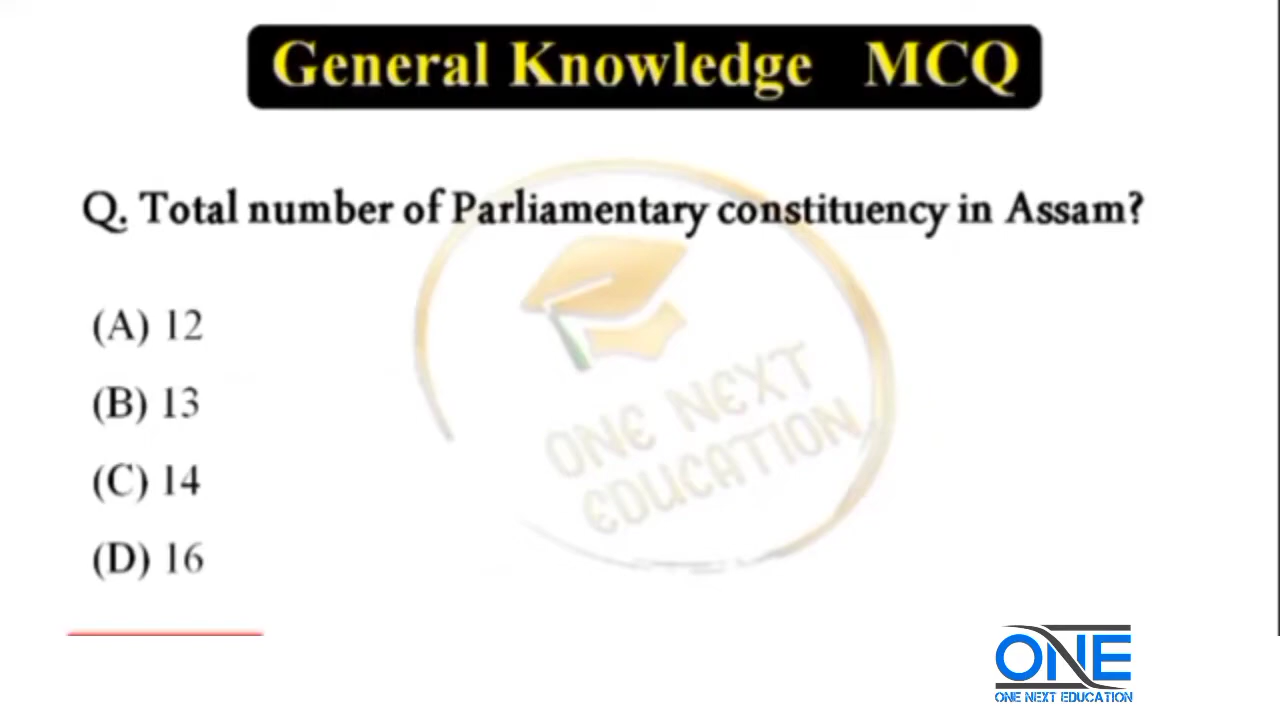 General Knowledge MCQ
Q. Total number of Parliamentary constituency in Assam?
(A) 12
(B) 13
(C) 14
(D) 16
ONE NEXT
EDUCATION
ONE
ONE NEXT EDUCATION